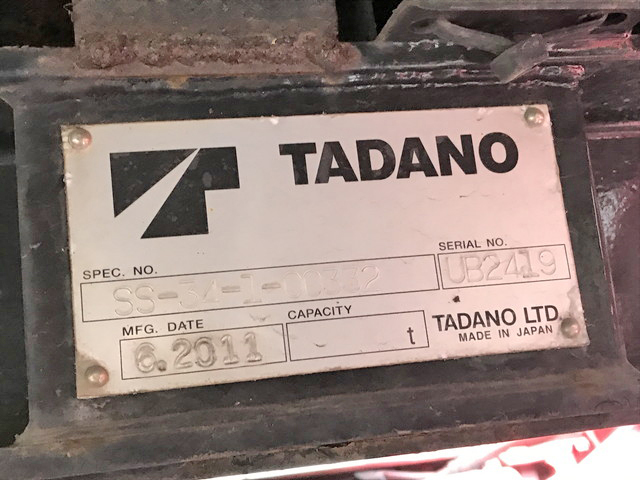 TADANO
SPEC. NO.
SERIAL NO.
UB2419
MFG. DATE
6.2011
CAPACITY
t
TADANO LTD.
MADE IN JAPAN